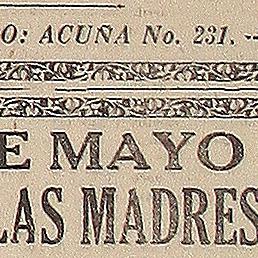 O: ACUÑA No. 231. --
E MAYO
LAS MADRES